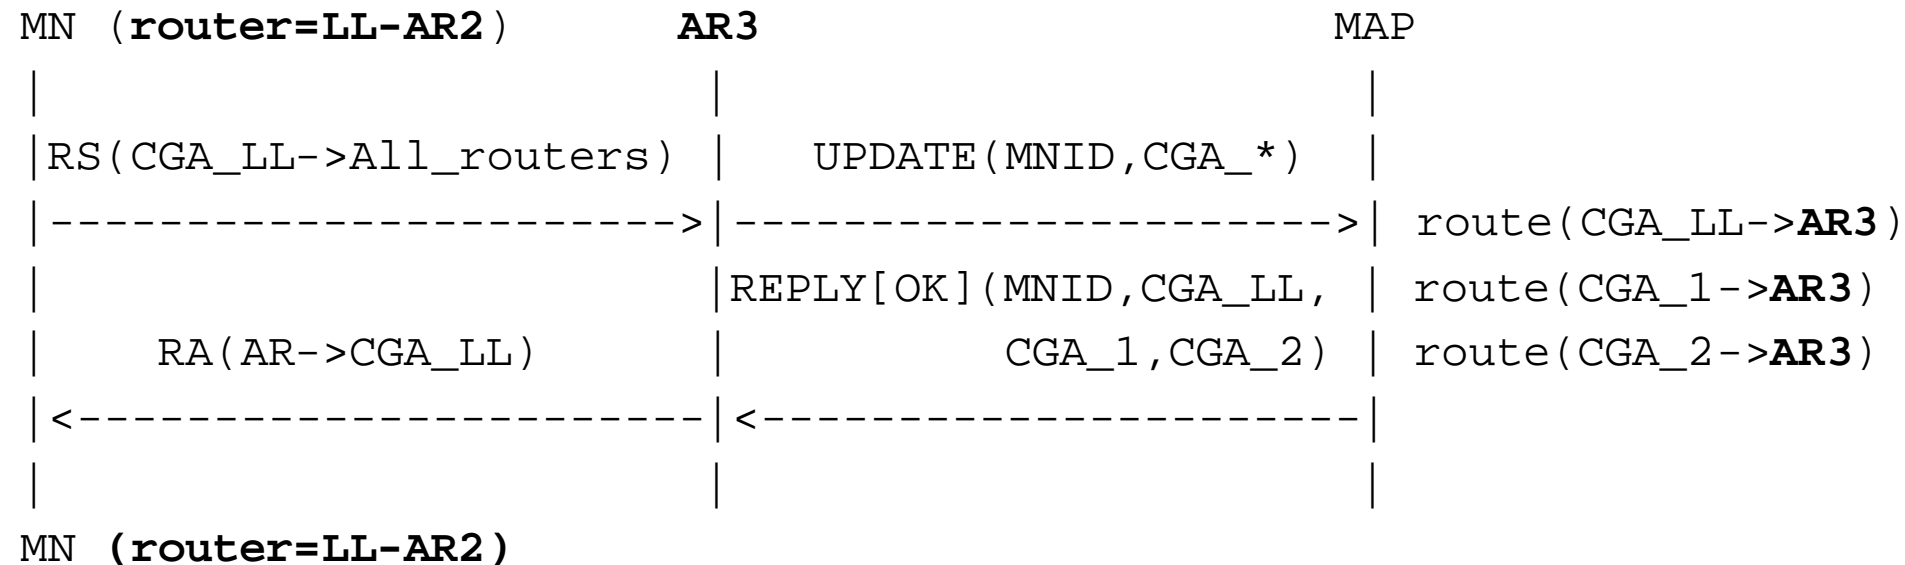 MN (router=LL-AR2) AR3 MAP
| | |
|RS(CGA_LL->All_routers) | UPDATE(MNID,CGA_*) |
|----------------------->|----------------------->| route(CGA_LL->AR3)
| |REPLY[OK](MNID,CGA_LL, | route(CGA_1->AR3)
| RA(AR->CGA_LL) | CGA_1,CGA_2) | route(CGA_2->AR3)
|<-----------------------|<----------------------|
| | |
MN (router=LL-AR2)